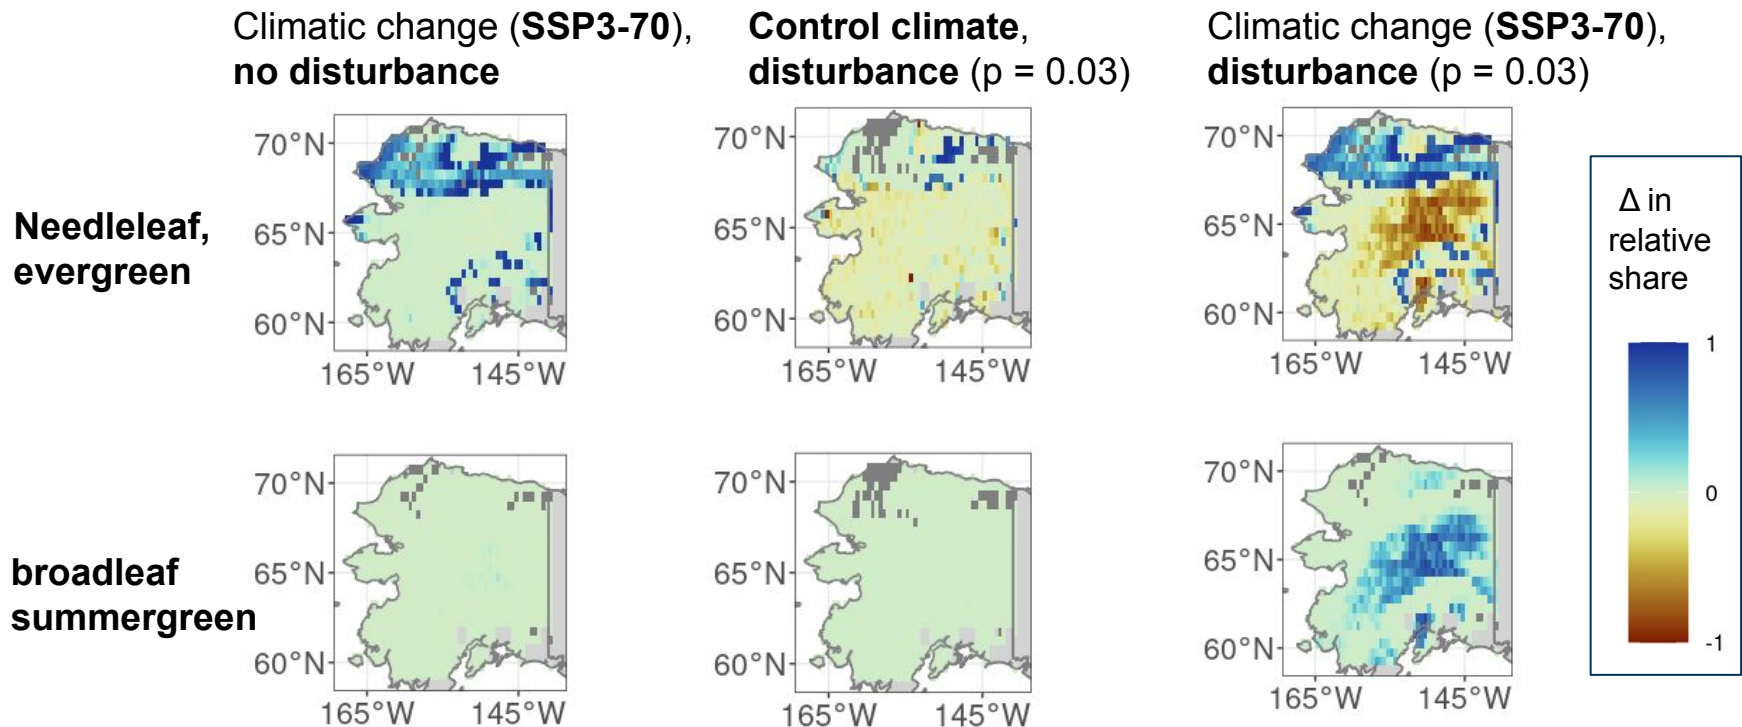 Climatic change (SSP3-70),
no disturbance
Control climate,
disturbance (p = 0.03)
Climatic change (SSP3-70),
disturbance (p = 0.03)
Needleleaf,
evergreen
70°N
65°N
60°N
165°W 145°W
70°N
65°N
60°N
165°W 145°W
70°N
65°N
60°N
165°W 145°W
broadleaf
summergreen
70°N
65°N
60°N
165°W 145°W
70°N
65°N
60°N
165°W 145°W
70°N
65°N
60°N
165°W 145°W
Δ in
relative
share
1
0
-1